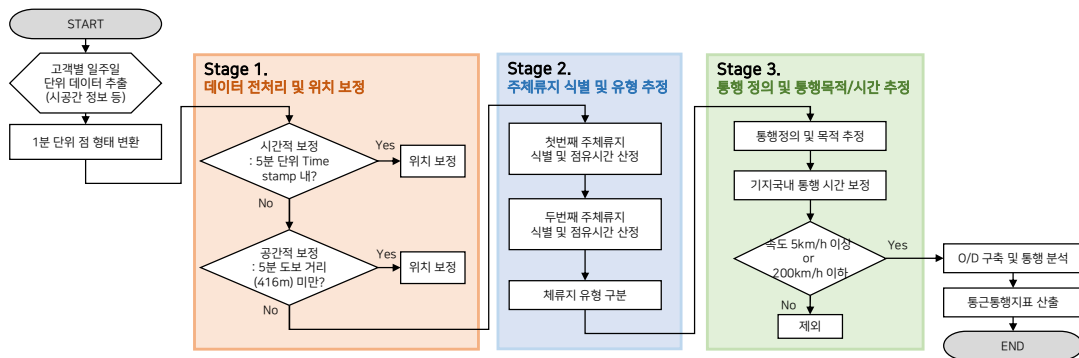 START
고객별 일주일
단위 데이터 추출
(시공간 정보 등)
1분 단위 점 형태 변환
Stage 1.
데이터 전처리 및 위치 보정
시간적 보정
: 5분 단위 Time
stamp 내?
Yes
위치 보정
No
공간적 보정
: 5분 도보 거리
(416m) 미만?
Yes
위치 보정
No
Stage 2.
주체류지 식별 및 유형 추정
첫번째 주체류지
식별 및 점유시간 산정
두번째 주체류지
식별 및 점유시간 산정
체류지 유형 구분
Stage 3.
통행 정의 및 통행목적/시간 추정
통행정의 및 목적 추정
기지국내 통행 시간 보정
속도 5km/h 이상
or
200km/h 이하
Yes
No
제외
O/D 구축 및 통행 분석
통근통행지표 산출
END